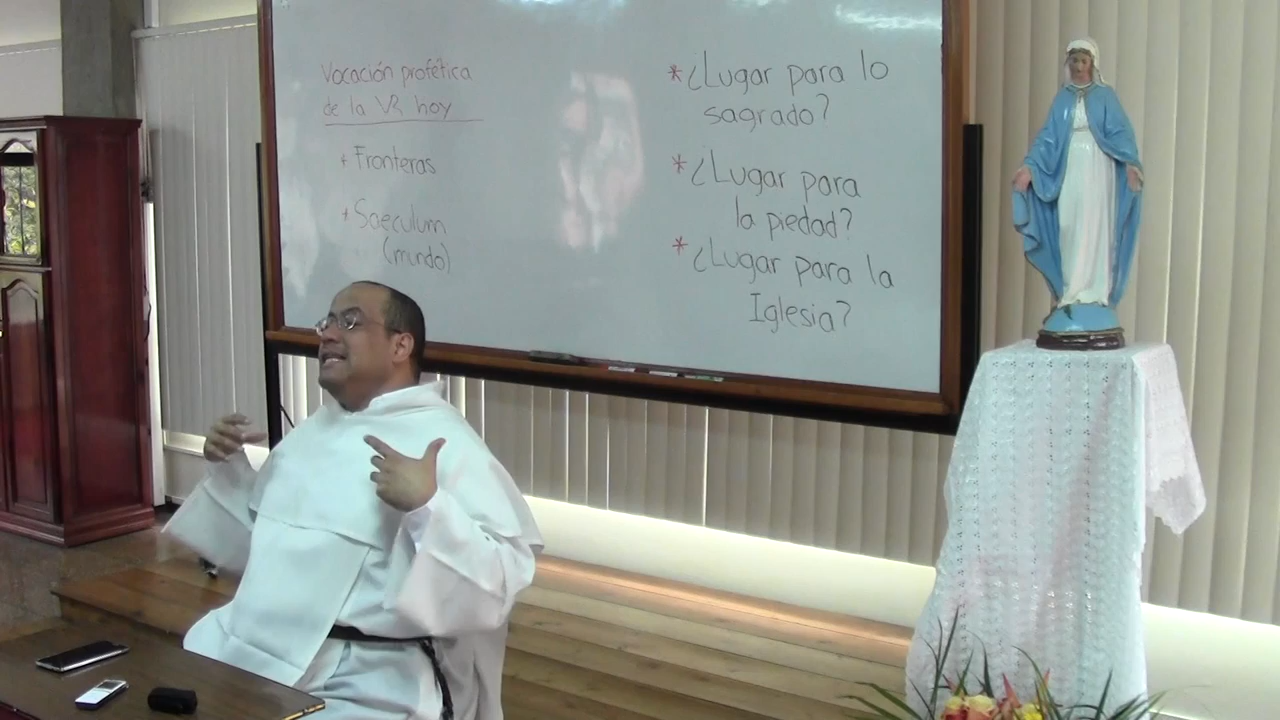 Vocación profética
de la VR hoy
+ Fronteras
+ Saeculum
(mundo)
* ¿Lugar para lo
sagrado?
* ¿Lugar para
la piedad?
* ¿Lugar para la
Iglesia?